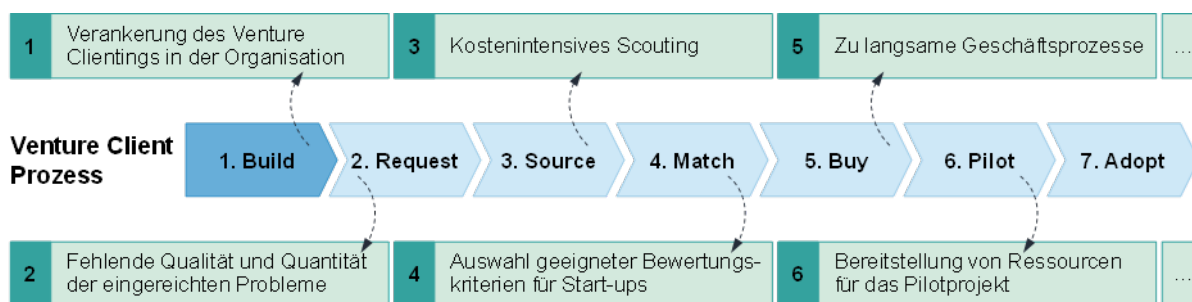 1 Verankerung des Venture
Clientings in der Organisation
3 Kostenintensives Scouting
5 Zu langsame Geschäftsprozesse
...
Venture Client
Prozess
1. Build
2. Request
3. Source
4. Match
5. Buy
6. Pilot
7. Adopt
2 Fehlende Qualität und Quantität
der eingereichten Probleme
4 Auswahl geeigneter Bewertungs-
kriterien für Start-ups
6 Bereitstellung von Ressourcen
für das Pilotprojekt
...